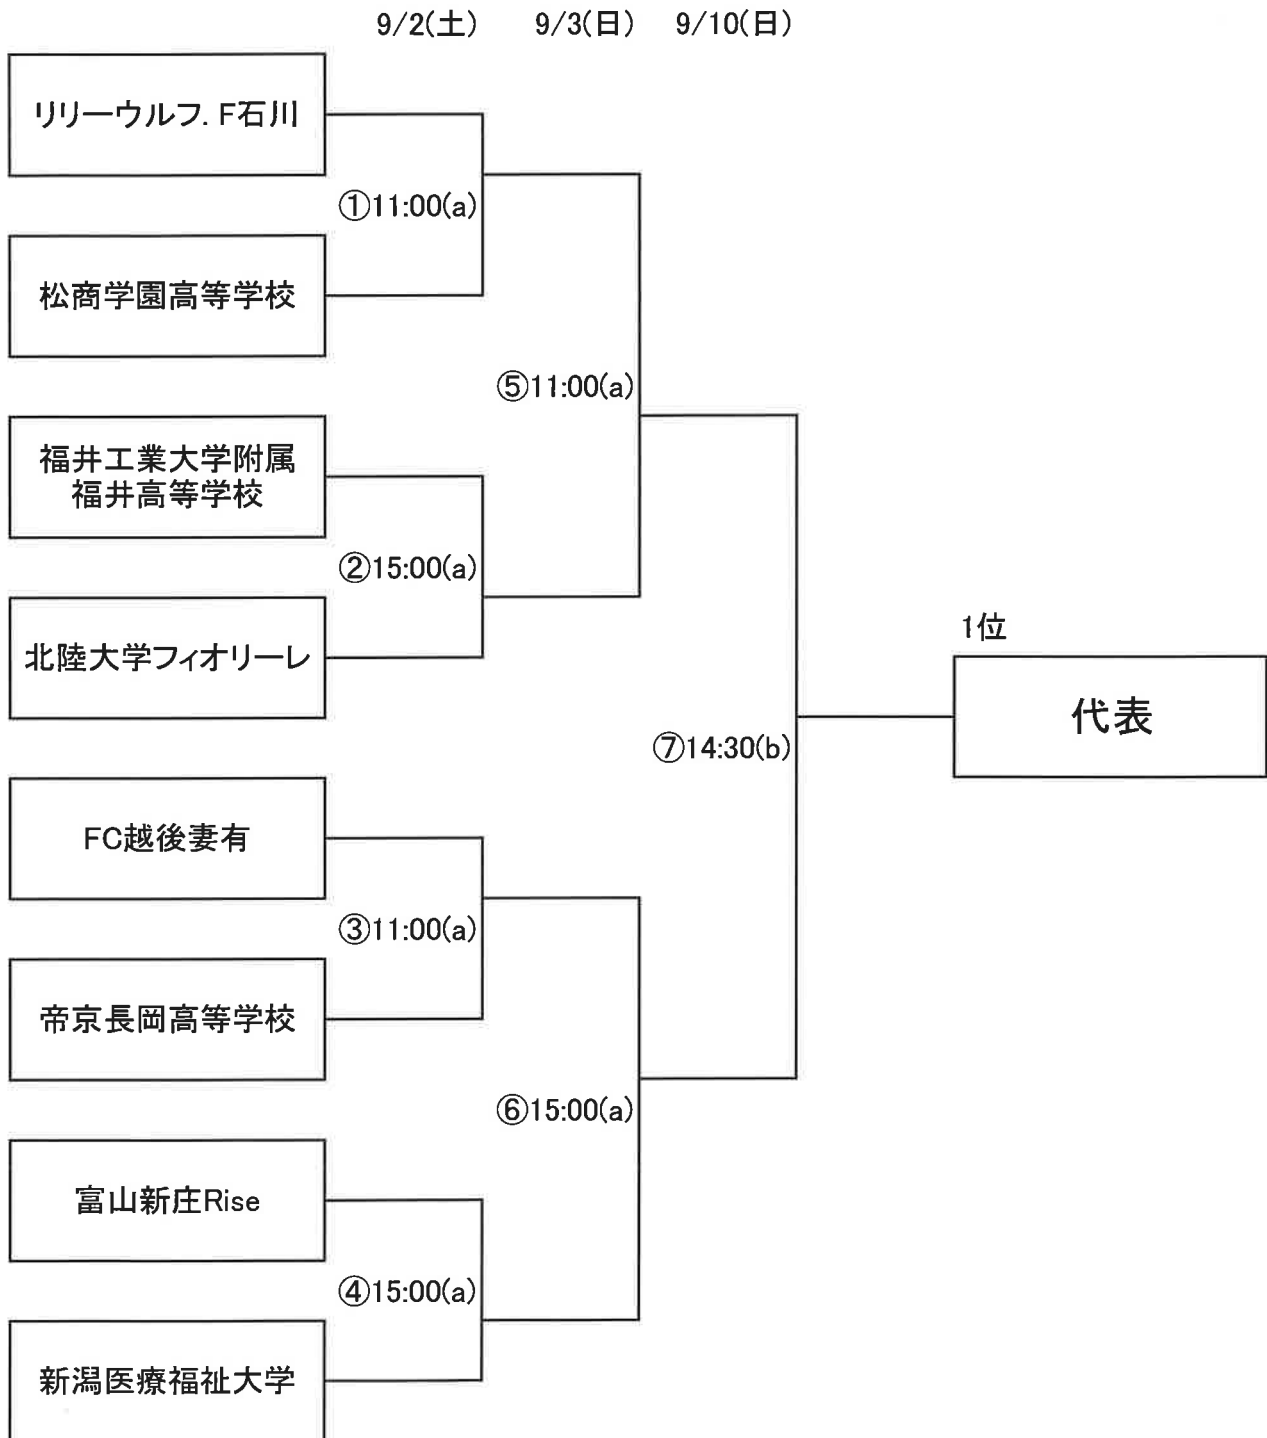 9/2(土) 9/3(日) 9/10(日)
リリーウルフ.F石川
①11:00(a)
松商学園高等学校
⑤11:00(a)
福井工業大学附属
福井高等学校
②15:00(a)
北陸大学フィオリーレ
1位
代表
⑦14:30(b)
FC越後妻有
③11:00(a)
帝京長岡高等学校
⑥15:00(a)
富山新庄Rise
④15:00(a)
新潟医療福祉大学